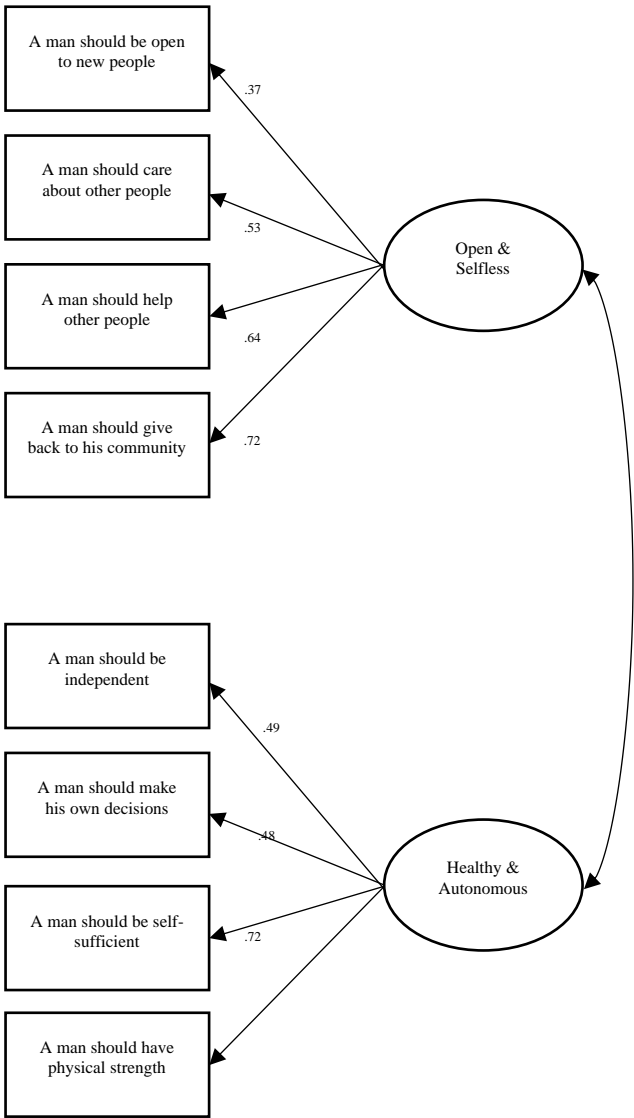 A man should be open
to new people
.37
A man should care
about other people
.53
Open &
Selfless
A man should help
other people
.64
A man should give
back to his community
.72
A man should be
independent
.49
A man should make
his own decisions
.48
Healthy &
Autonomous
A man should be self-
sufficient
.72
A man should have
physical strength